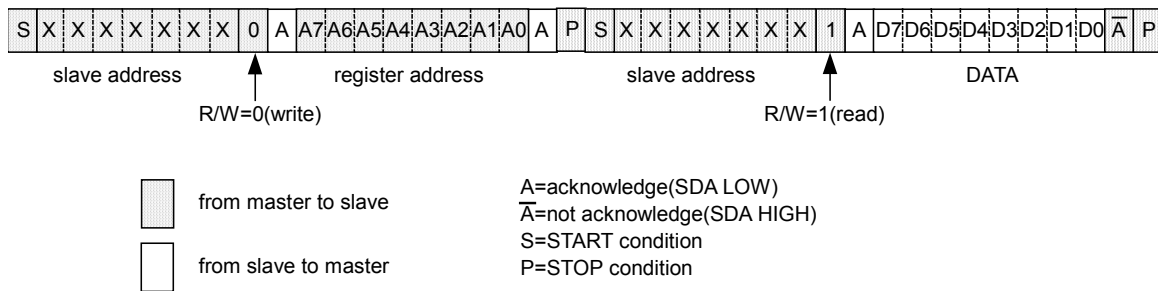 S X X X X X X X 0 A A7 A6 A5 A4 A3 A2 A1 A0 A P S X X X X X X X 1 A D7 D6 D5 D4 D3 D2 D1 D0 A̅ P
slave address register address slave address DATA
R/W=0(write) R/W=1(read)
from master to slave
from slave to master
A=acknowledge(SDA LOW)
A̅=not acknowledge(SDA HIGH)
S=START condition
P=STOP condition